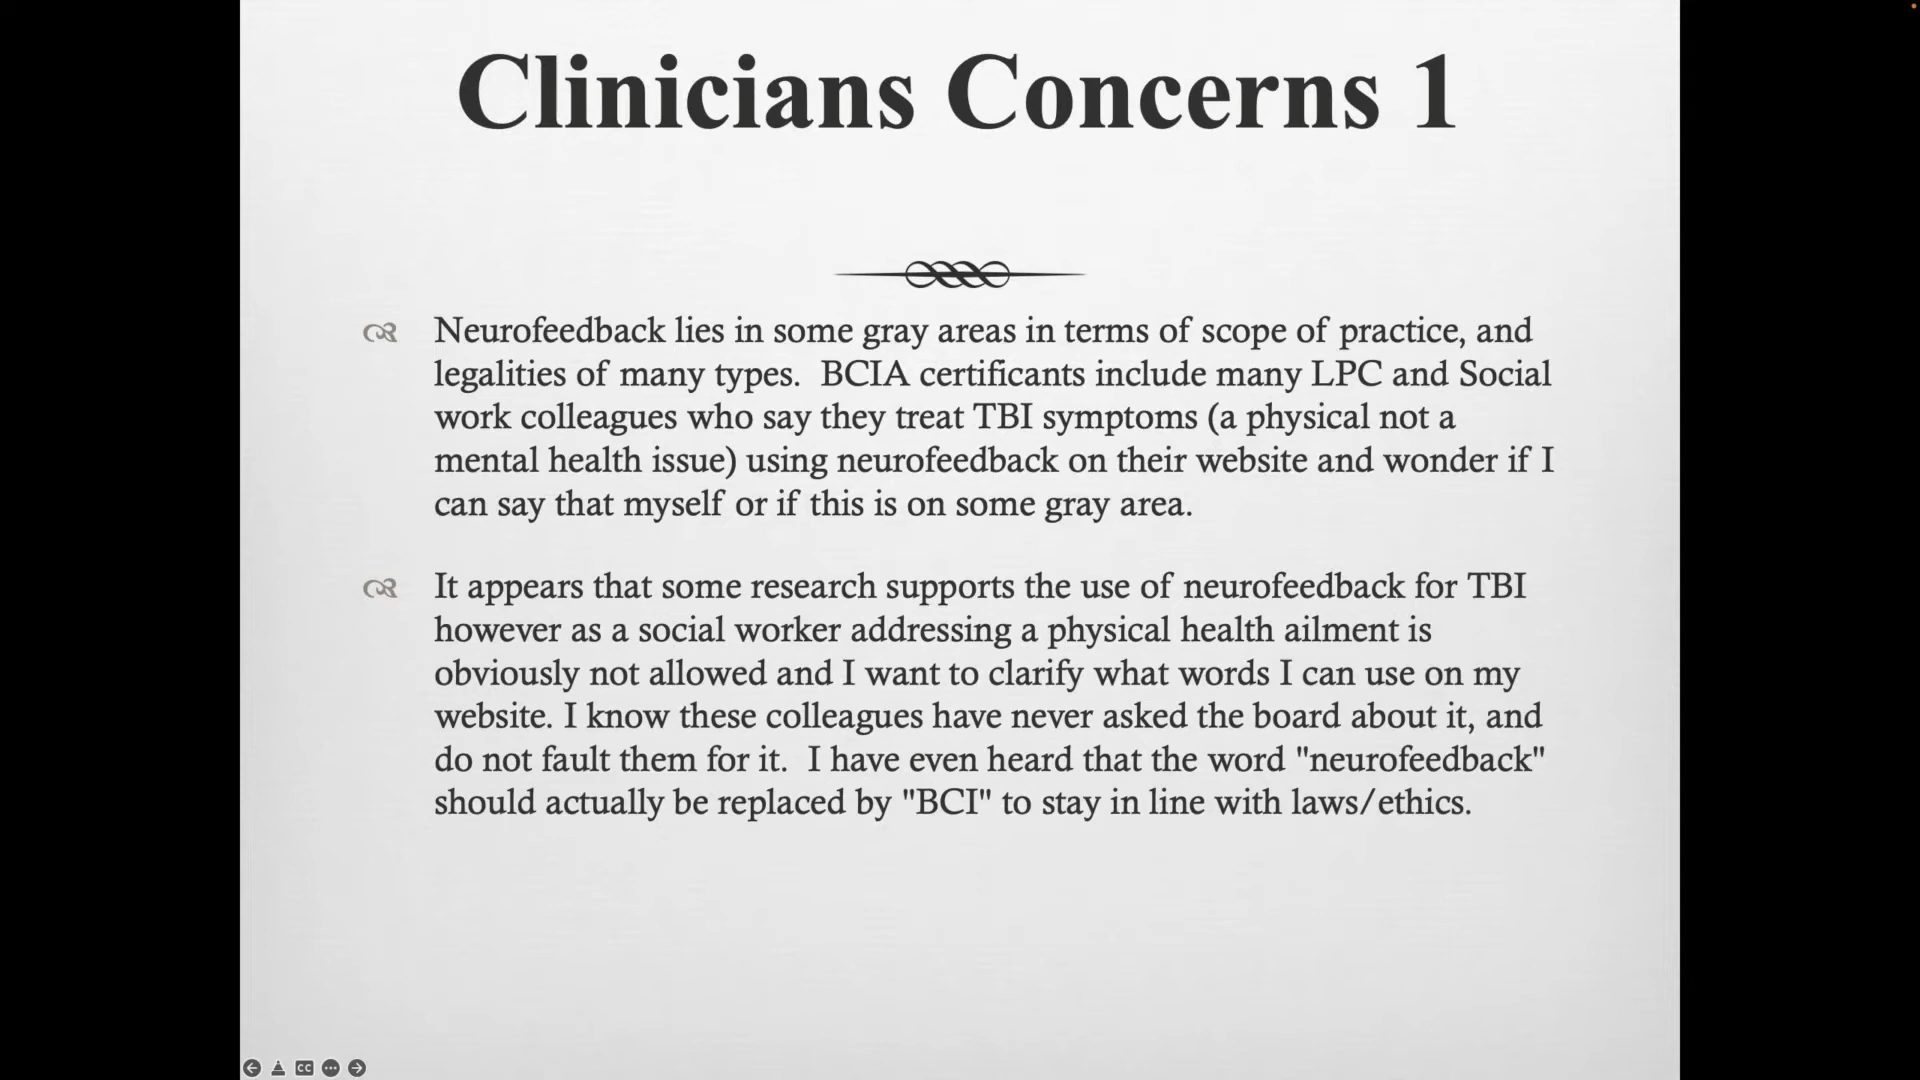 Clinicians Concerns 1
Neurofeedback lies in some gray areas in terms of scope of practice, and
legalities of many types.  BCIA certificants include many LPC and Social
work colleagues who say they treat TBI symptoms (a physical not a
mental health issue) using neurofeedback on their website and wonder if I
can say that myself or if this is on some gray area.
It appears that some research supports the use of neurofeedback for TBI
however as a social worker addressing a physical health ailment is
obviously not allowed and I want to clarify what words I can use on my
website. I know these colleagues have never asked the board about it, and
do not fault them for it.  I have even heard that the word "neurofeedback"
should actually be replaced by "BCI" to stay in line with laws/ethics.
CC